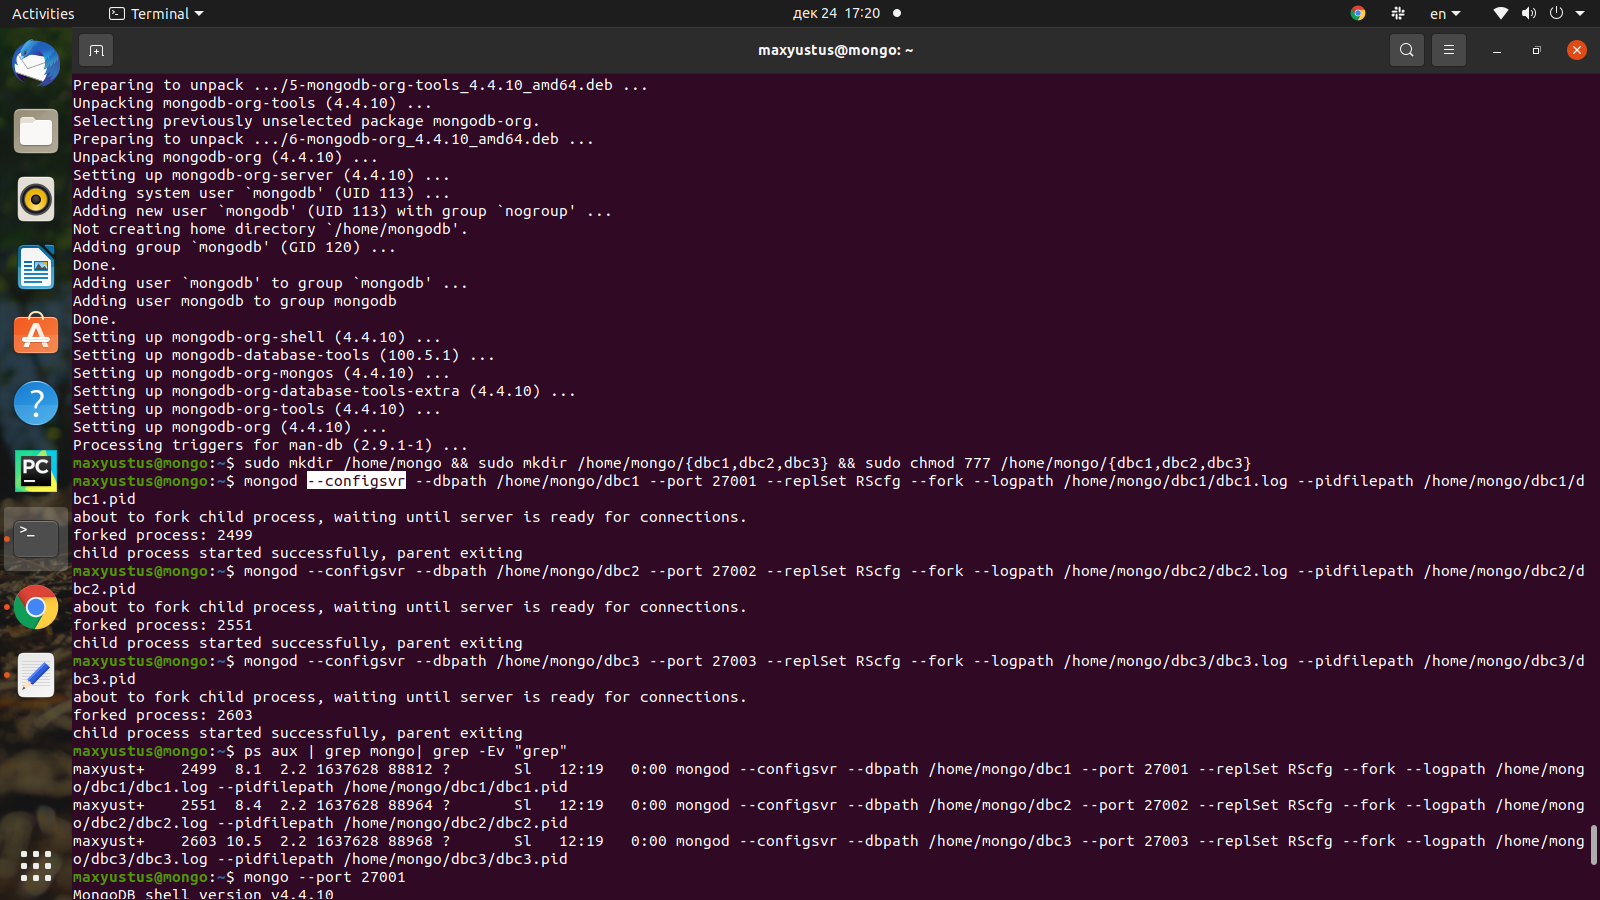 Activities Terminal дек 24 17:20 en
maxyustus@mongo: ~
Preparing to unpack .../5-mongodb-org-tools_4.4.10_amd64.deb ...
Unpacking mongodb-org-tools (4.4.10) ...
Selecting previously unselected package mongodb-org.
Preparing to unpack .../6-mongodb-org_4.4.10_amd64.deb ...
Unpacking mongodb-org (4.4.10) ...
Setting up mongodb-org-server (4.4.10) ...
Adding system user `mongodb' (UID 113) ...
Adding new user `mongodb' (UID 113) with group `nogroup' ...
Not creating home directory `/home/mongodb'.
Adding group `mongodb' (GID 120) ...
Done.
Adding user `mongodb' to group `mongodb' ...
Adding user mongodb to group mongodb
Done.
Setting up mongodb-org-shell (4.4.10) ...
Setting up mongodb-database-tools (100.5.1) ...
Setting up mongodb-org-mongos (4.4.10) ...
Setting up mongodb-org-database-tools-extra (4.4.10) ...
Setting up mongodb-org-tools (4.4.10) ...
Setting up mongodb-org (4.4.10) ...
Processing triggers for man-db (2.9.1-1) ...
maxyustus@mongo:~$ sudo mkdir /home/mongo && sudo mkdir /home/mongo/{dbc1,dbc2,dbc3} && sudo chmod 777 /home/mongo/{dbc1,dbc2,dbc3}
maxyustus@mongo:~$ mongod --configsvr --dbpath /home/mongo/dbc1 --port 27001 --replSet RScfg --fork --logpath /home/mongo/dbc1/dbc1.log --pidfilepath /home/mongo/dbc1/d
bc1.pid
about to fork child process, waiting until server is ready for connections.
forked process: 2499
child process started successfully, parent exiting
maxyustus@mongo:~$ mongod --configsvr --dbpath /home/mongo/dbc2 --port 27002 --replSet RScfg --fork --logpath /home/mongo/dbc2/dbc2.log --pidfilepath /home/mongo/dbc2/d
bc2.pid
about to fork child process, waiting until server is ready for connections.
forked process: 2551
child process started successfully, parent exiting
maxyustus@mongo:~$ mongod --configsvr --dbpath /home/mongo/dbc3 --port 27003 --replSet RScfg --fork --logpath /home/mongo/dbc3/dbc3.log --pidfilepath /home/mongo/dbc3/d
bc3.pid
about to fork child process, waiting until server is ready for connections.
forked process: 2603
child process started successfully, parent exiting
maxyustus@mongo:~$ ps aux | grep mongo| grep -Ev "grep"
maxyust+    2499  8.1  2.2 1637628 88812 ?       Sl   12:19   0:00 mongod --configsvr --dbpath /home/mongo/dbc1 --port 27001 --replSet RScfg --fork --logpath /home/mong
o/dbc1/dbc1.log --pidfilepath /home/mongo/dbc1/dbc1.pid
maxyust+    2551  8.4  2.2 1637628 88964 ?       Sl   12:19   0:00 mongod --configsvr --dbpath /home/mongo/dbc2 --port 27002 --replSet RScfg --fork --logpath /home/mong
o/dbc2/dbc2.log --pidfilepath /home/mongo/dbc2/dbc2.pid
maxyust+    2603 10.5  2.2 1637628 88968 ?       Sl   12:19   0:00 mongod --configsvr --dbpath /home/mongo/dbc3 --port 27003 --replSet RScfg --fork --logpath /home/mong
o/dbc3/dbc3.log --pidfilepath /home/mongo/dbc3/dbc3.pid
maxyustus@mongo:~$ mongo --port 27001
MongoDB shell version v4.4.10
PC